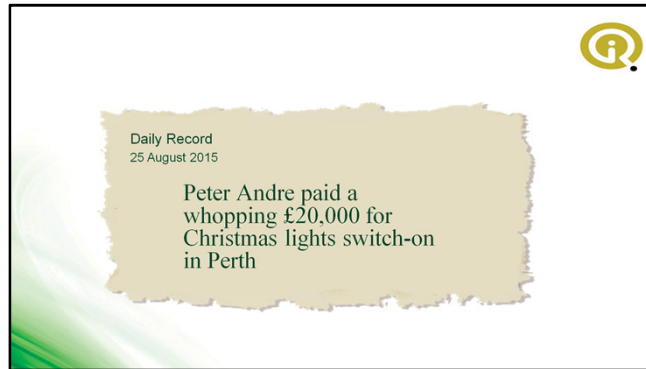 Daily Record
25 August 2015
Peter Andre paid a
whopping £20,000 for
Christmas lights switch-on
in Perth